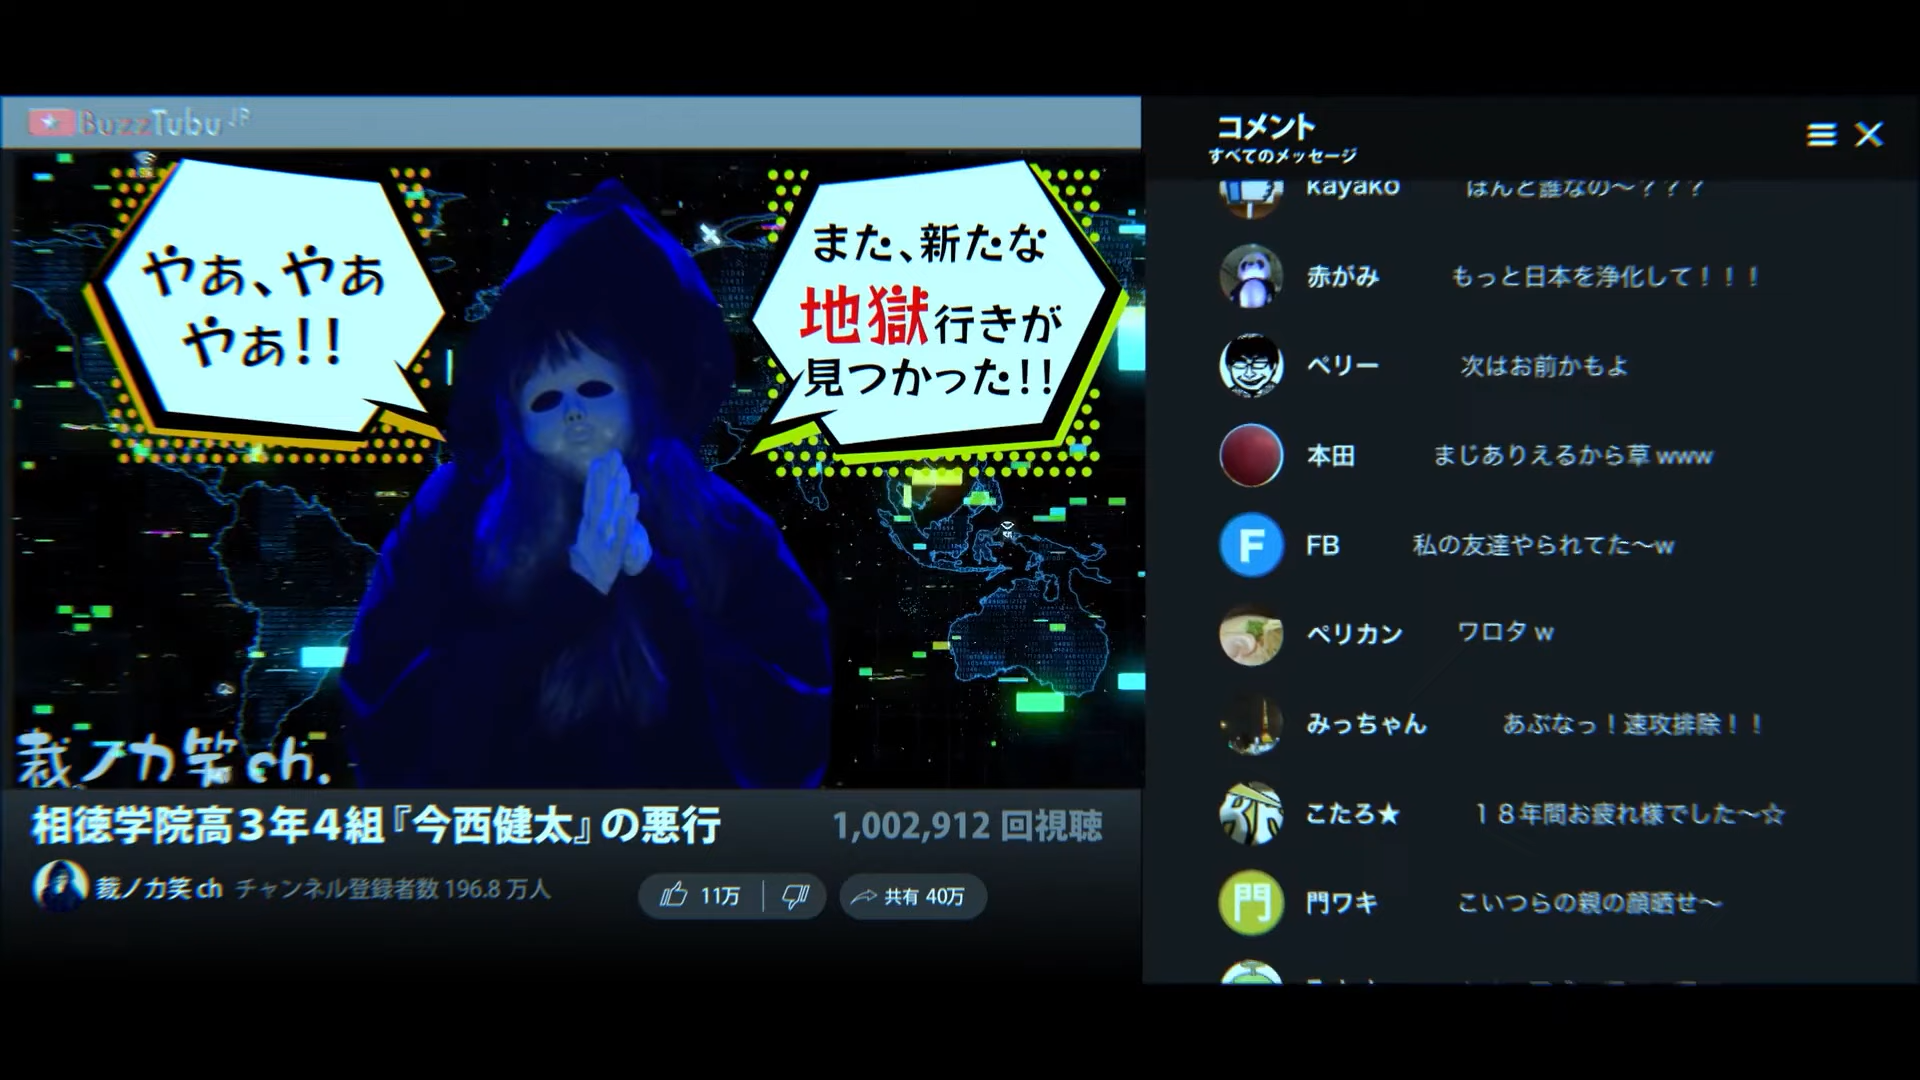 BuzzTubu JP
やぁ、やぁ
やぁ!!
また、新たな
地獄行きが
見つかった!!
裁ノカ笑ch.
相徳学院高3年4組『今西健太』の悪行
1,002,912 回視聴
裁ノカ笑ch チャンネル登録者数 196.8 万人
11万
共有 40万
コメント
すべてのメッセージ
kayako ほんと誰なの〜？？？
赤がみ もっと日本を浄化して！！！
ペリー 次はお前かもよ
本田 まじありえるから草 www
F FB 私の友達やられてた〜w
ペリカン ワロタ w
みっちゃん あぶなっ！速攻排除！！
こたろ★ １８年間お疲れ様でした〜☆
門 門ワキ こいつらの親の顔晒せ〜